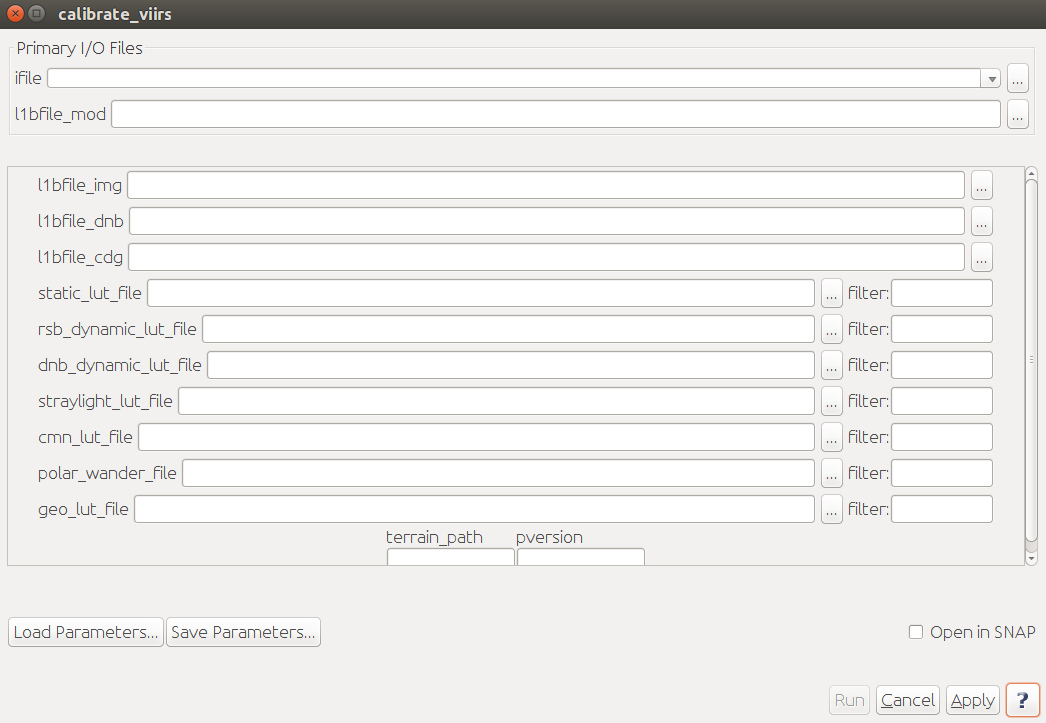 calibrate_viirs
Primary I/O Files
ifile ...
l1bfile_mod ...
l1bfile_img ...
l1bfile_dnb ...
l1bfile_cdg ...
static_lut_file ... filter:
rsb_dynamic_lut_file ... filter:
dnb_dynamic_lut_file ... filter:
straylight_lut_file ... filter:
cmn_lut_file ... filter:
polar_wander_file ... filter:
geo_lut_file ... filter:
terrain_path pversion
Load Parameters... Save Parameters... Open in SNAP
Run Cancel Apply ?